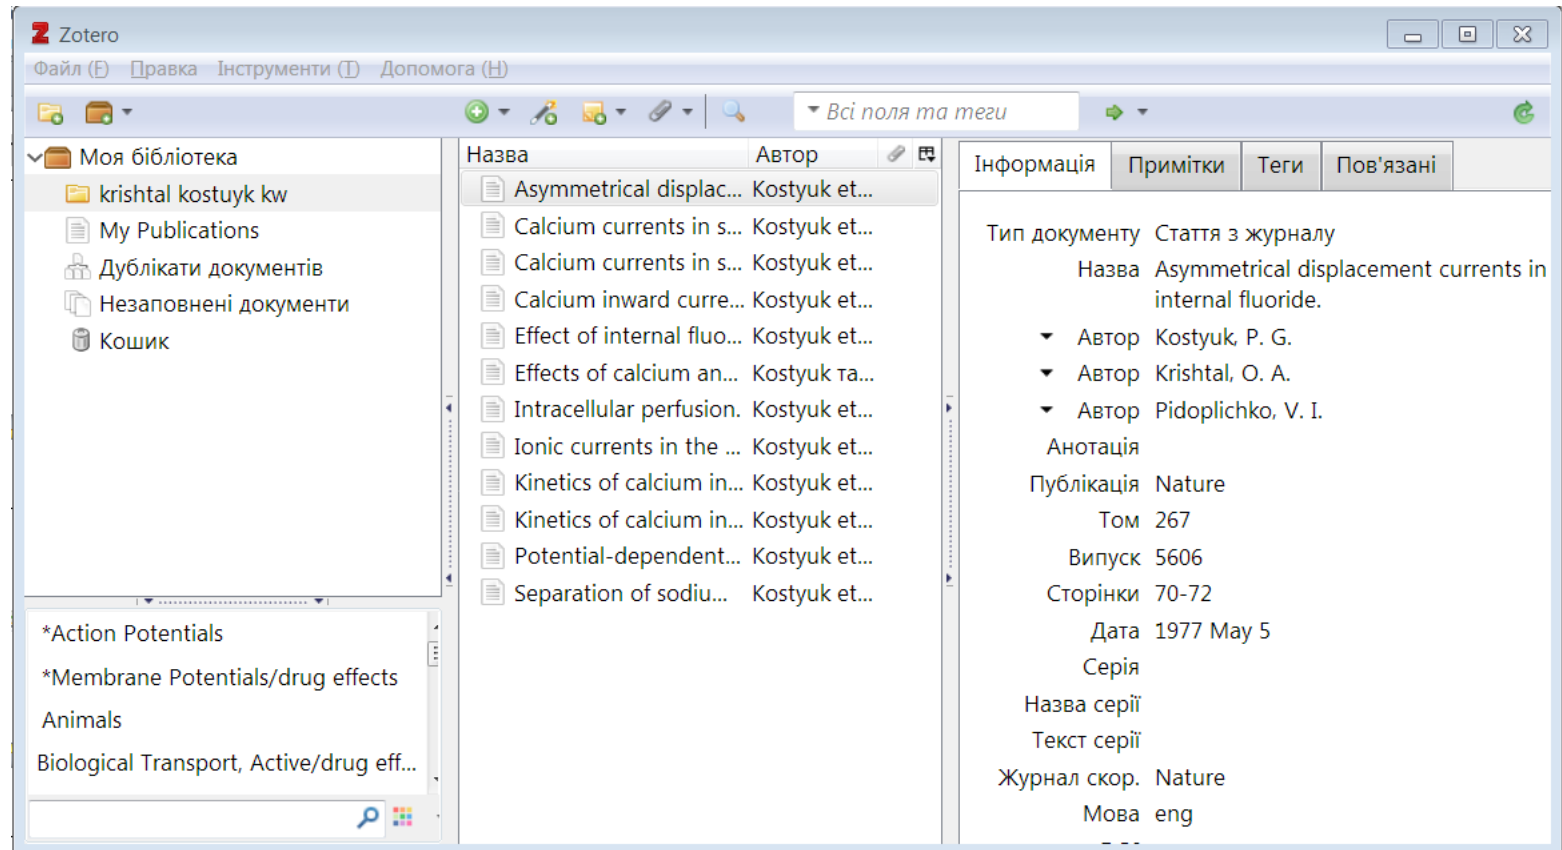 Zotero
Файл (F) Правка Інструменти (T) Допомога (H)
Всі поля та теги
Моя бібліотека
krishtal kostuyk kw
My Publications
Дублікати документів
Незаповнені документи
Кошик
*Action Potentials
*Membrane Potentials/drug effects
Animals
Biological Transport, Active/drug eff...
Назва Автор
Asymmetrical displac... Kostyuk et...
Calcium currents in s... Kostyuk et...
Calcium currents in s... Kostyuk et...
Calcium inward curre... Kostyuk et...
Effect of internal fluo... Kostyuk et...
Effects of calcium an... Kostyuk та...
Intracellular perfusion. Kostyuk et...
Ionic currents in the ... Kostyuk et...
Kinetics of calcium in... Kostyuk et...
Kinetics of calcium in... Kostyuk et...
Potential-dependent... Kostyuk et...
Separation of sodiu... Kostyuk et...
Інформація Примітки Теги Пов'язані
Тип документу Стаття з журналу
Назва Asymmetrical displacement currents in
internal fluoride.
Автор Kostyuk, P. G.
Автор Krishtal, O. A.
Автор Pidoplichko, V. I.
Анотація
Публікація Nature
Том 267
Випуск 5606
Сторінки 70-72
Дата 1977 May 5
Серія
Назва серії
Текст серії
Журнал скор. Nature
Мова eng